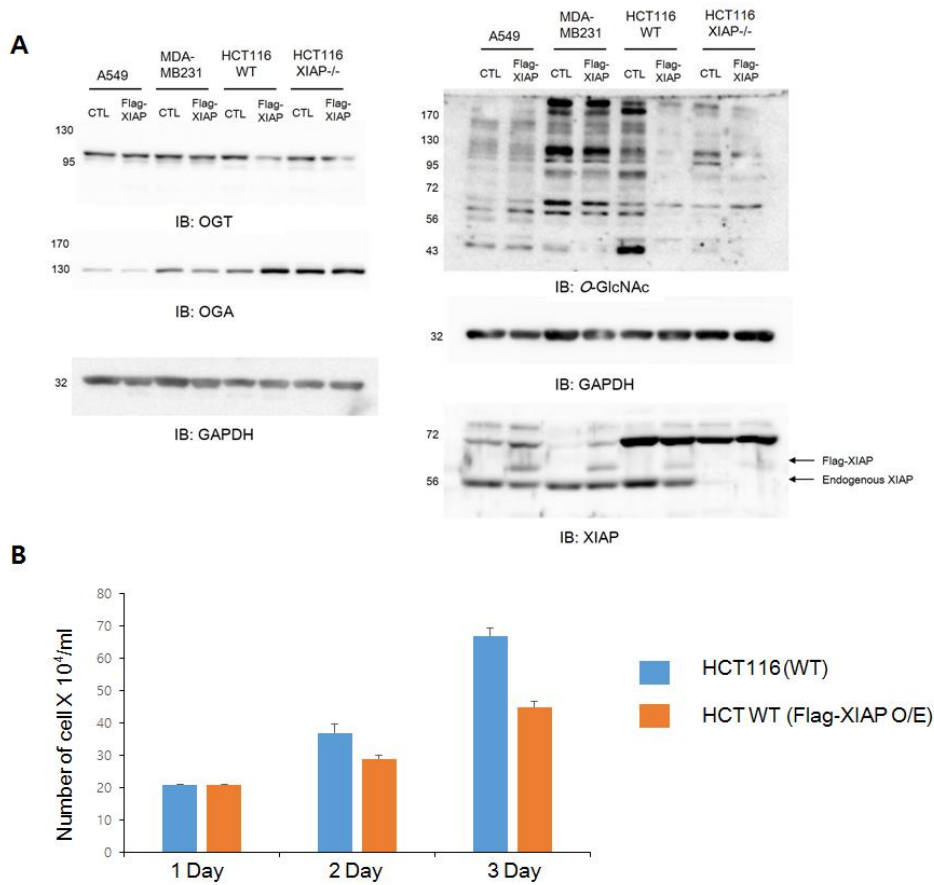 A
A549
MDA-
MB231
HCT116
WT
HCT116
XIAP-/-
CTL
Flag-
XIAP
CTL
Flag-
XIAP
CTL
Flag-
XIAP
CTL
Flag-
XIAP
130
95
IB: OGT
170
130
IB: OGA
32
IB: GAPDH
A549
MDA-
MB231
HCT116
WT
HCT116
XIAP-/-
CTL
Flag-
XIAP
CTL
Flag-
XIAP
CTL
Flag-
XIAP
CTL
Flag-
XIAP
170
130
95
72
56
43
IB: O-GlcNAc
32
IB: GAPDH
72
56
Flag-XIAP
Endogenous XIAP
IB: XIAP
B
Number of cell X 10⁴/ml
80
70
60
50
40
30
20
10
0
1 Day
2 Day
3 Day
HCT116 (WT)
HCT WT (Flag-XIAP O/E)